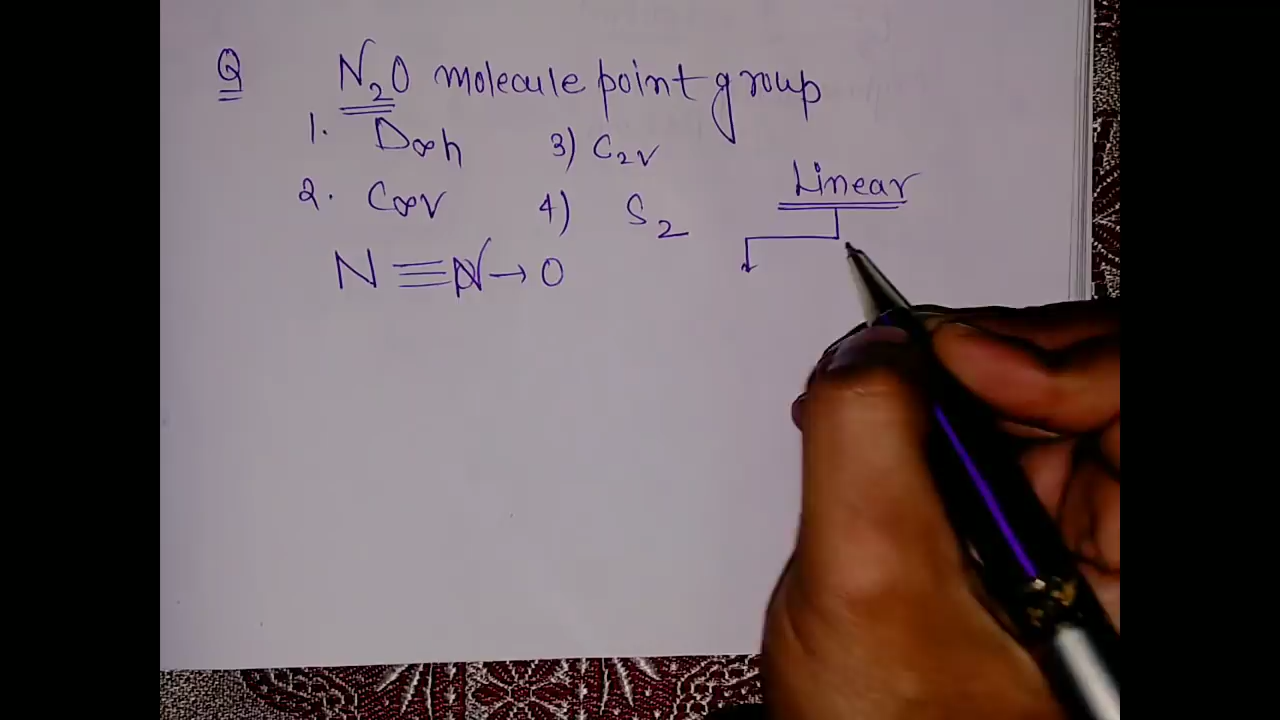 Q N₂O molecule point group
1. D∞h 3) C₂v
2. C∞v 4) S₂
Linear
N≡N→O